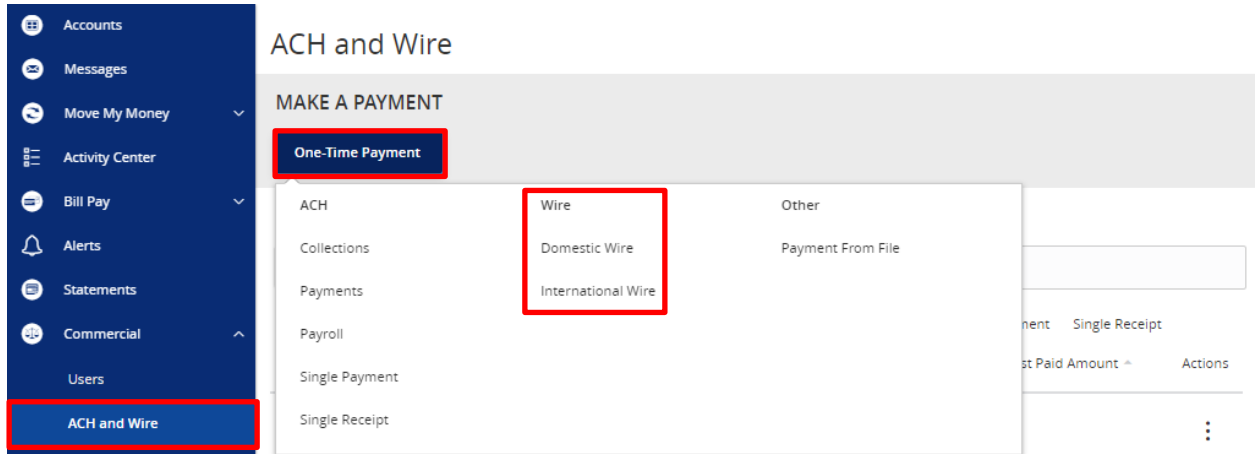 Accounts
Messages
Move My Money
Activity Center
Bill Pay
Alerts
Statements
Commercial
Users
ACH and Wire
ACH and Wire
MAKE A PAYMENT
One-Time Payment
ACH
Collections
Payments
Payroll
Single Payment
Single Receipt
Wire
Domestic Wire
International Wire
Other
Payment From File
Single Receipt
Paid Amount
Actions